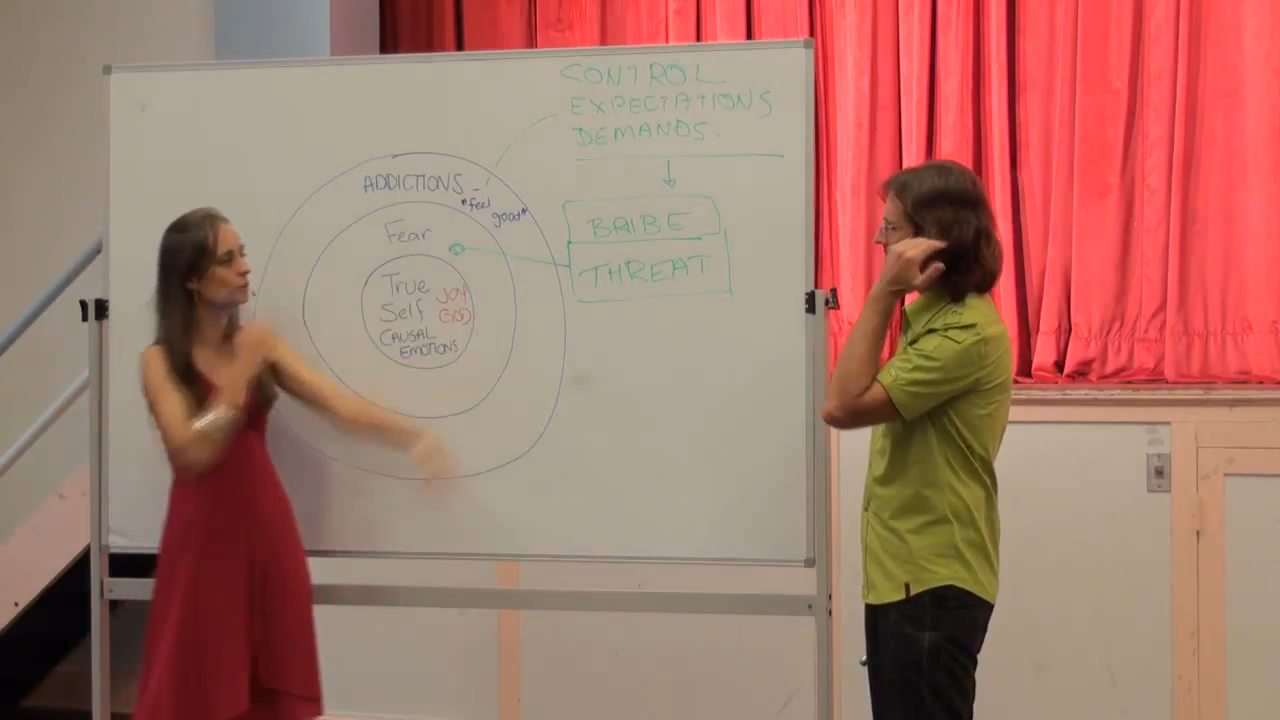 CONTROL
EXPECTATIONS
DEMANDS.
ADDICTIONS -
"feel
good"
BRIBE
THREAT
Fear
True
Self
JOY
GOD
CAUSAL
EMOTIONS